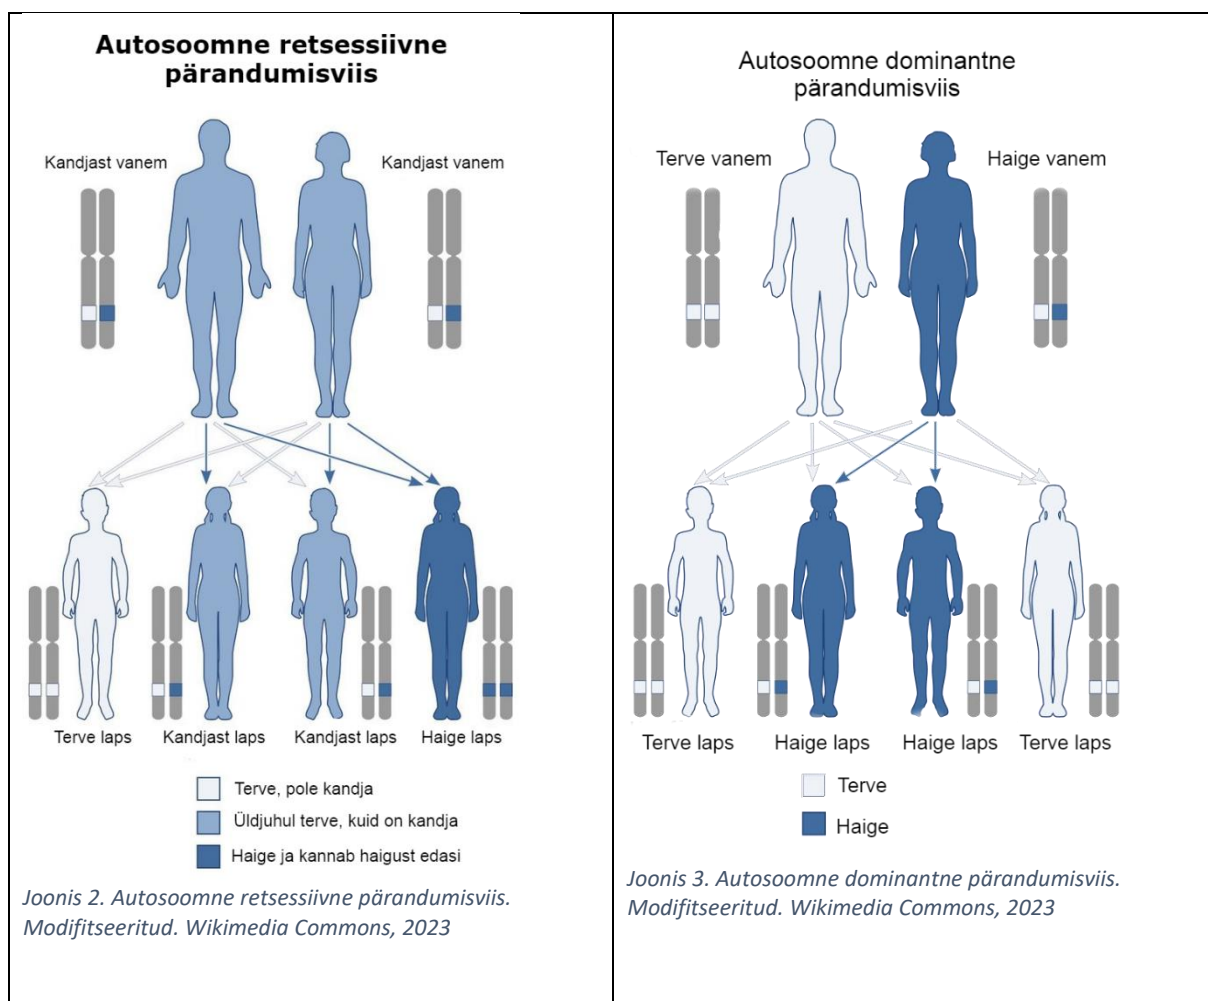 Autosoomne retsessiivne
pärandumisviis
Kandjast vanem
Kandjast vanem
Terve laps
Kandjast laps
Kandjast laps
Haige laps
Terve, pole kandja
Üldjuhul terve, kuid on kandja
Haige ja kannab haigust edasi
Joonis 2. Autosoomne retsessiivne pärandumisviis.
Modifitseeritud. Wikimedia Commons, 2023
Autosoomne dominantne
pärandumisviis
Terve vanem
Haige vanem
Terve laps
Haige laps
Haige laps
Terve laps
Terve
Haige
Joonis 3. Autosoomne dominantne pärandumisviis.
Modifitseeritud. Wikimedia Commons, 2023